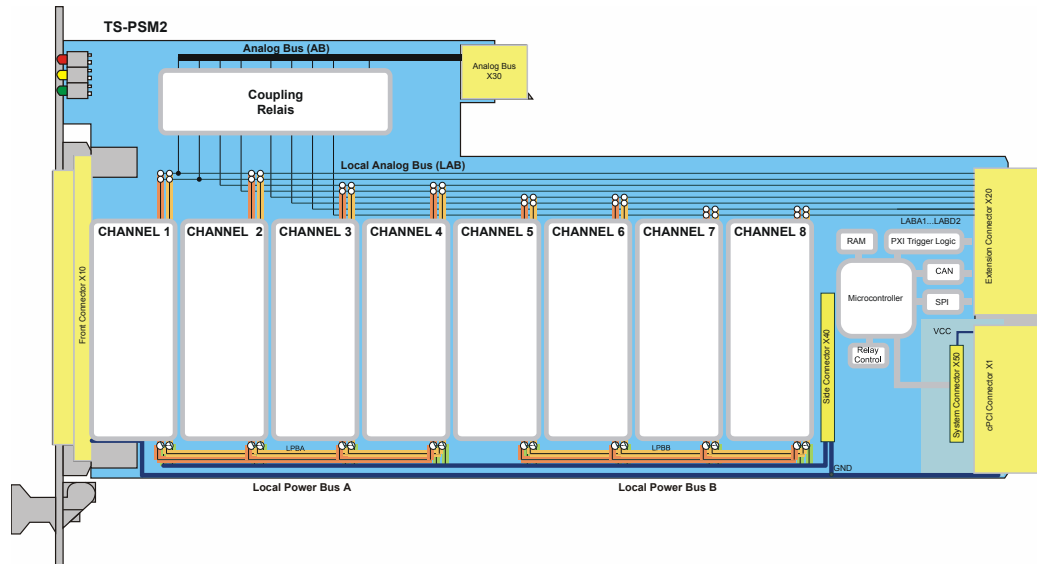 TS-PSM2
Analog Bus (AB)
Analog Bus
X30
Coupling
Relais
Local Analog Bus (LAB)
LABA1...LABD2
CHANNEL 1
CHANNEL 2
CHANNEL 3
CHANNEL 4
CHANNEL 5
CHANNEL 6
CHANNEL 7
CHANNEL 8
Front Connector X10
RAM
PXI Trigger Logic
CAN
Microcontroller
SPI
Relay
Control
Extension Connector X20
Side Connector X40
VCC
System Connector X50
cPCI Connector X1
LPBA
LPBB
GND
Local Power Bus A
Local Power Bus B